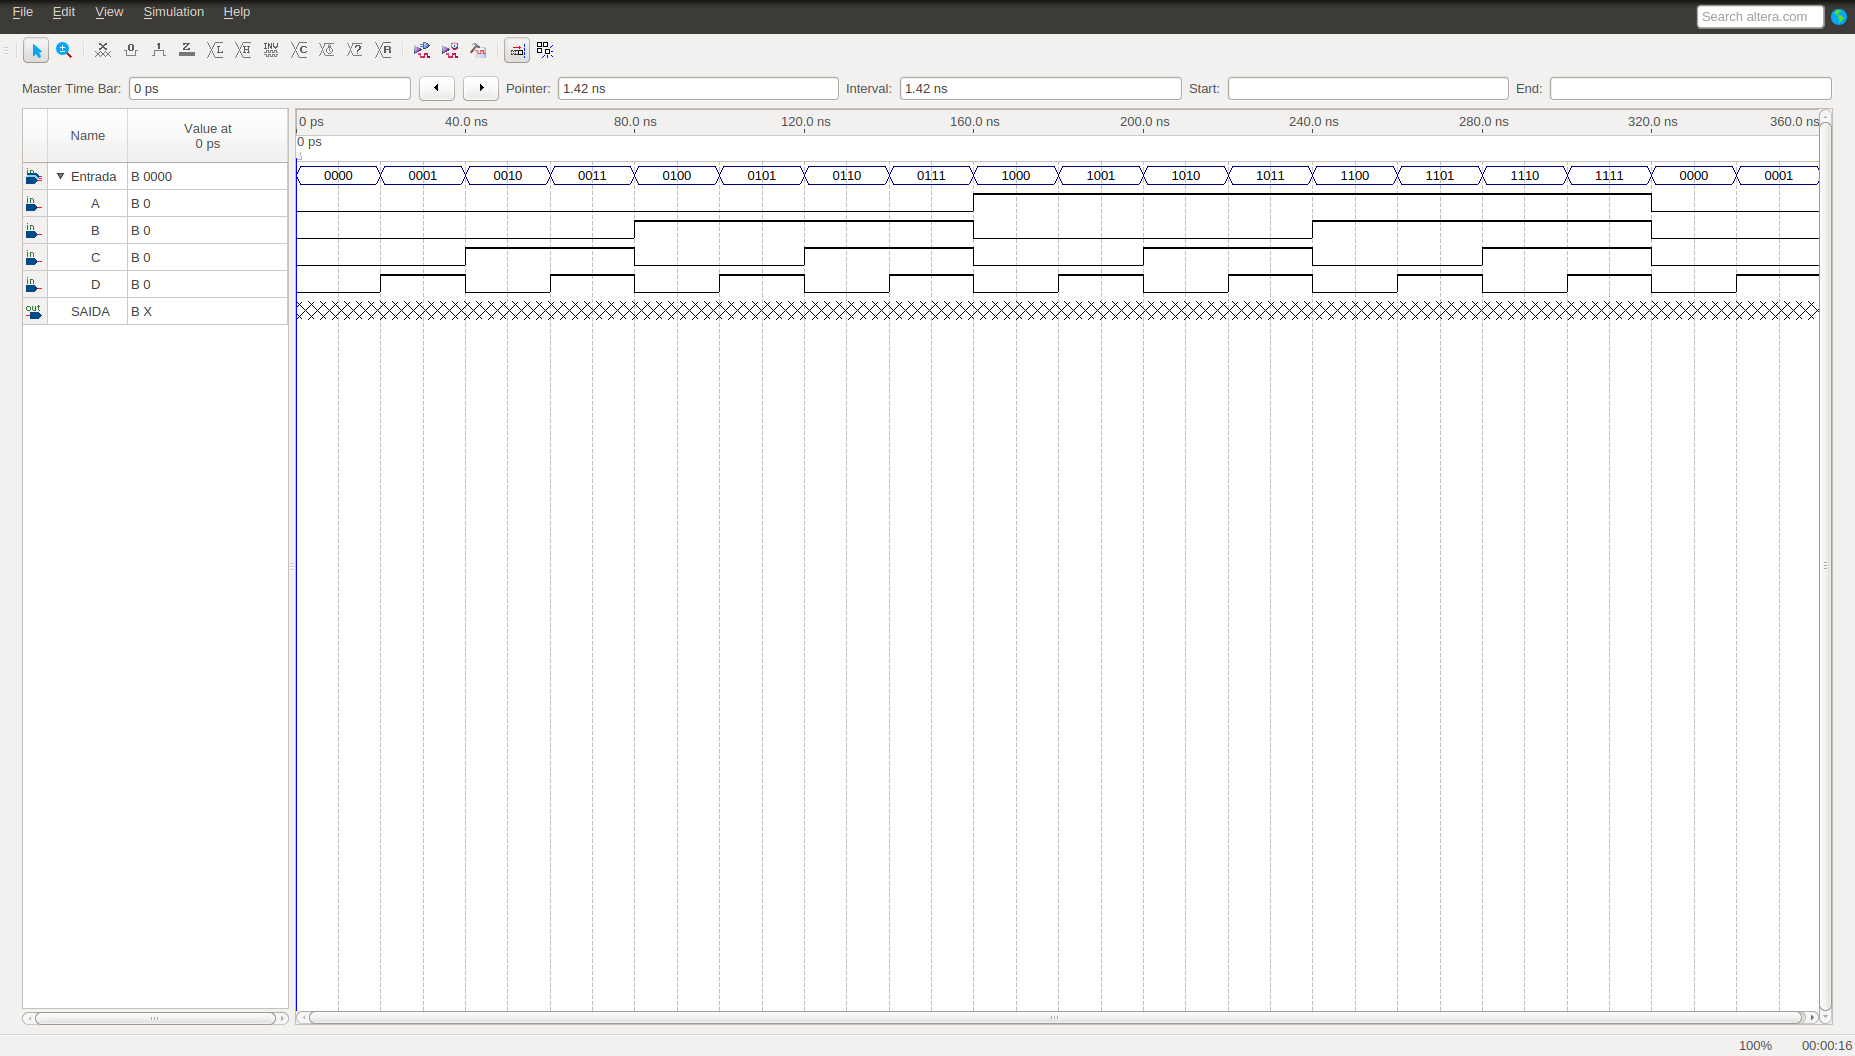 File Edit View Simulation Help
Search altera.com
X 0 1 Z L H INV C ? R
Master Time Bar: 0 ps Pointer: 1.42 ns Interval: 1.42 ns Start: End:
Name Value at 0 ps
0 ps 40.0 ns 80.0 ns 120.0 ns 160.0 ns 200.0 ns 240.0 ns 280.0 ns 320.0 ns 360.0 ns
0 ps
in Entrada B 0000 0000 0001 0010 0011 0100 0101 0110 0111 1000 1001 1010 1011 1100 1101 1110 1111 0000 0001
in A B 0
in B B 0
in C B 0
in D B 0
out SAIDA B X
100% 00:00:16